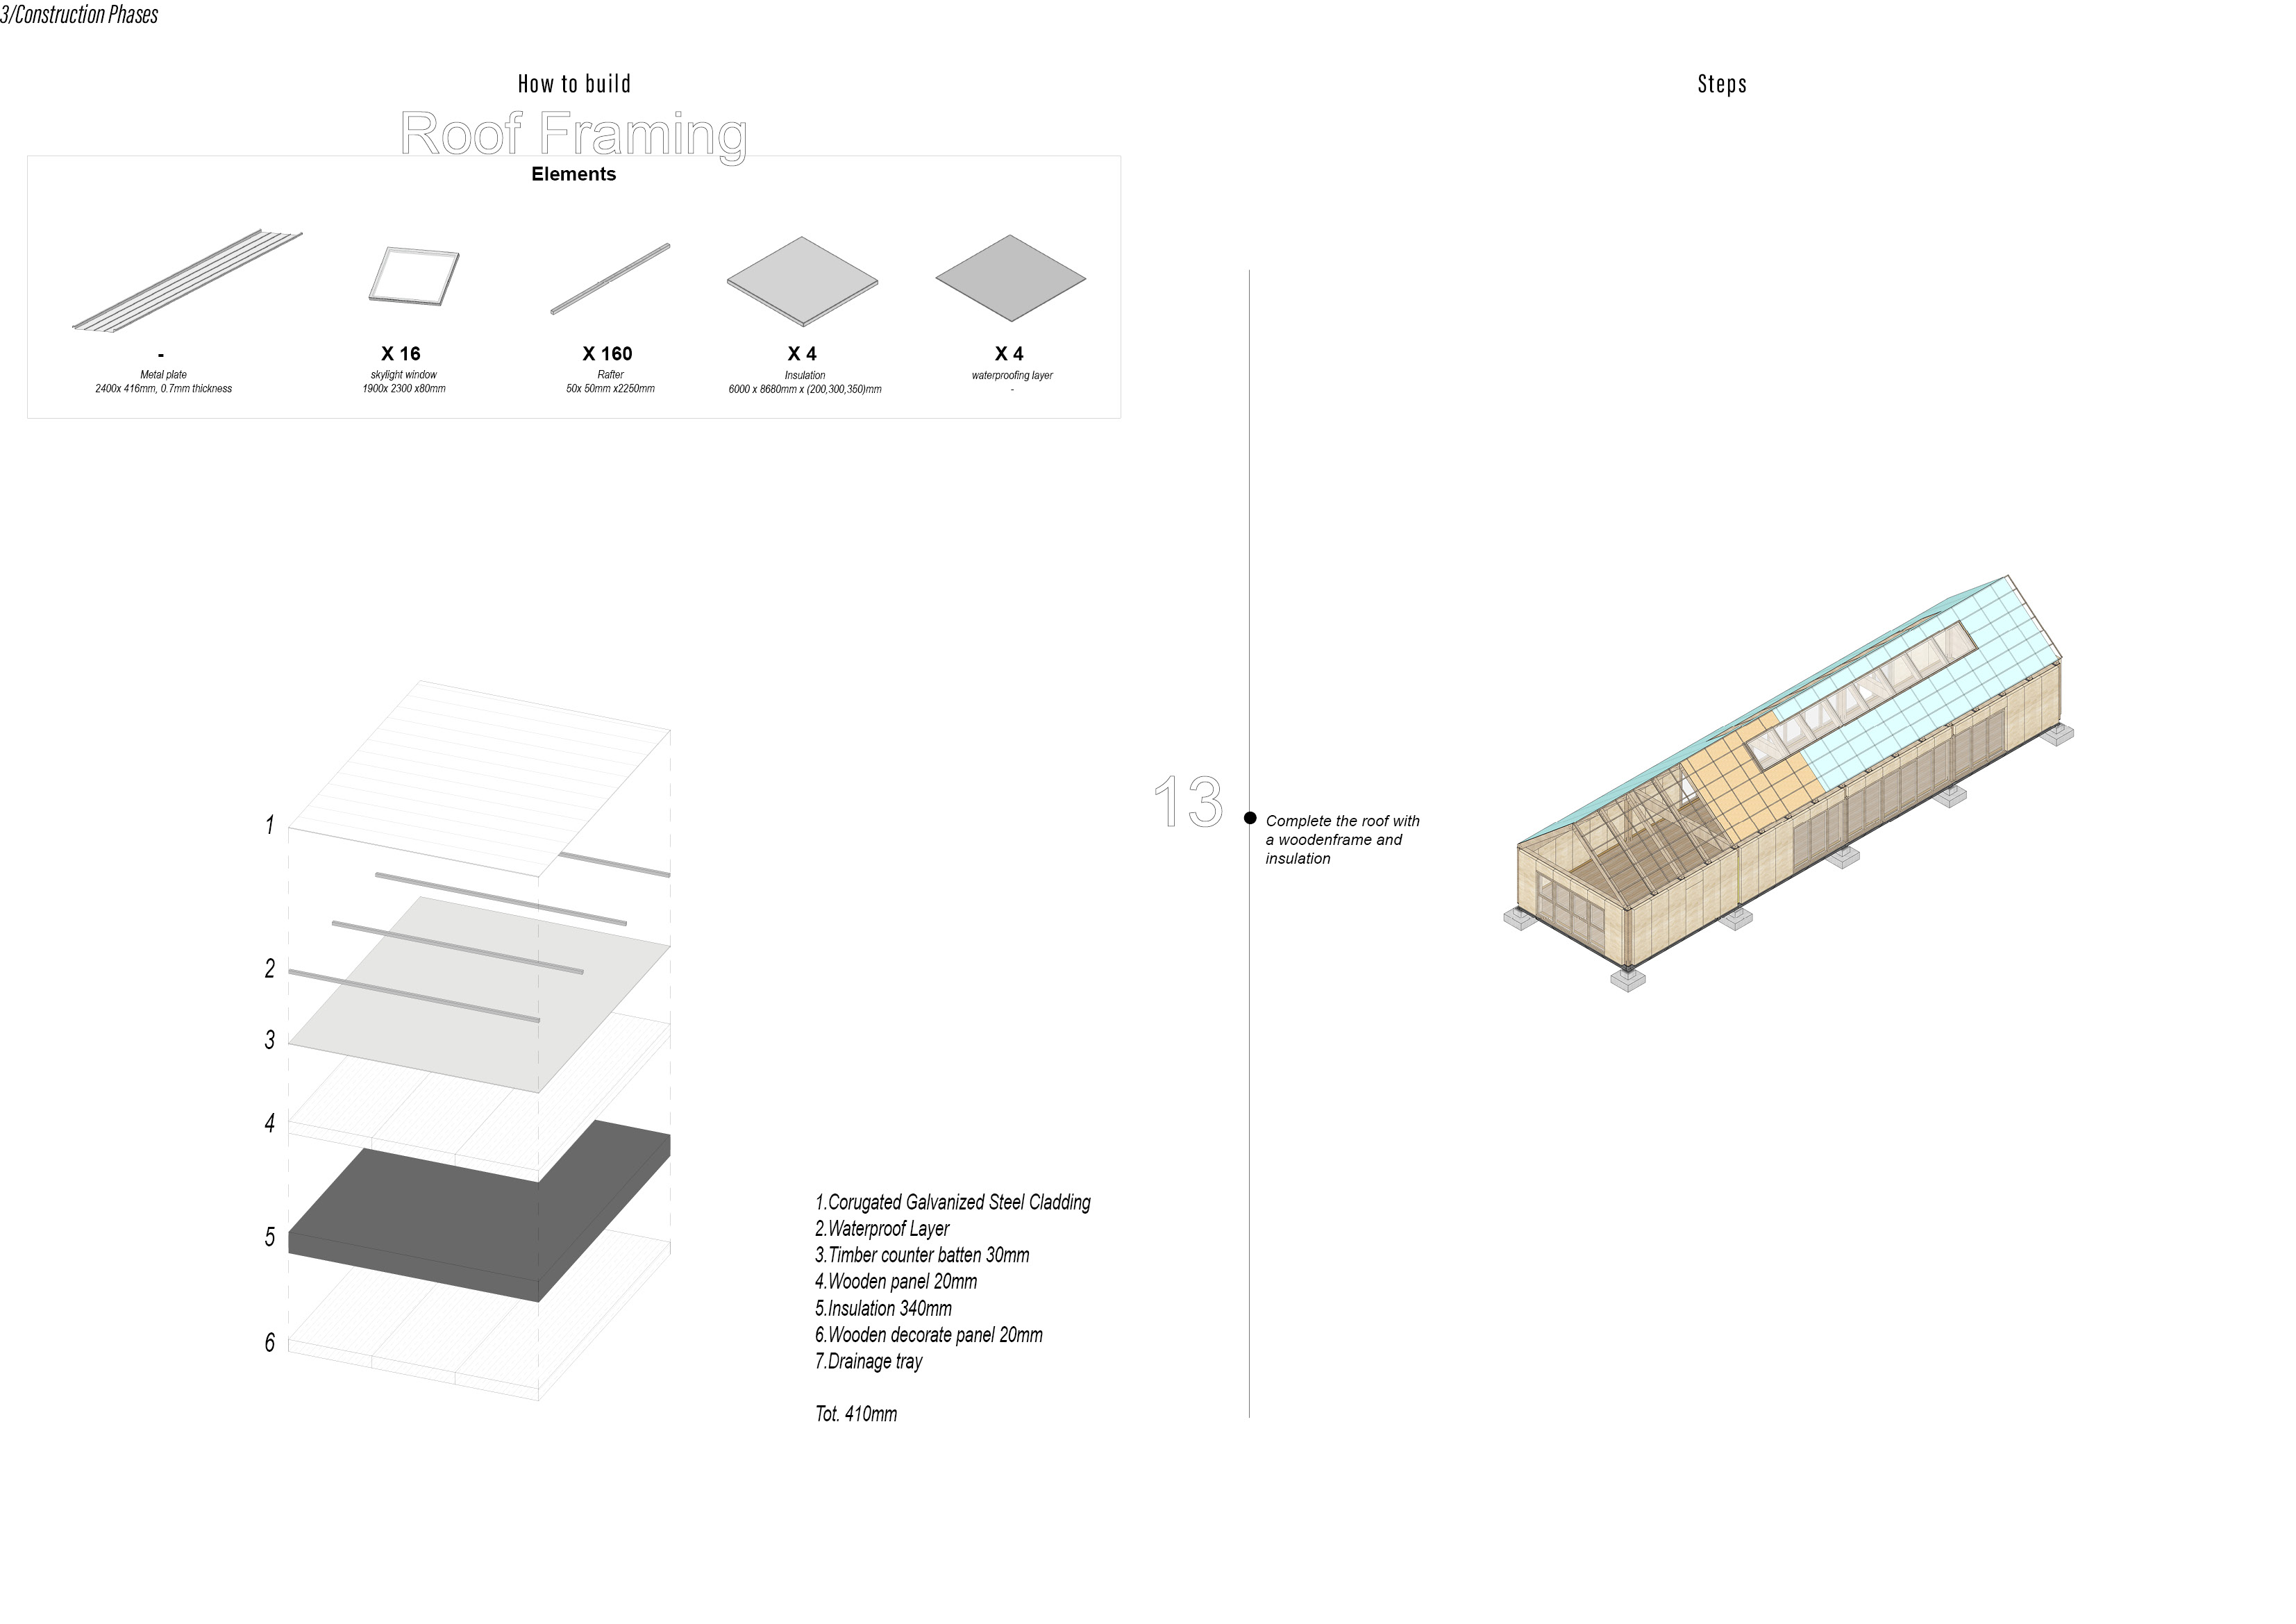 3/Construction Phases
How to build
Roof Framing
Elements
-
Metal plate
2400x 416mm, 0.7mm thickness
X 16
skylight window
1900x 2300 x80mm
X 160
Rafter
50x 50mm x2250mm
X 4
Insulation
6000 x 8680mm x (200,300,350)mm
X 4
waterproofing layer
-
1
2
3
4
5
6
1.Corugated Galvanized Steel Cladding
2.Waterproof Layer
3.Timber counter batten 30mm
4.Wooden panel 20mm
5.Insulation 340mm
6.Wooden decorate panel 20mm
7.Drainage tray
Tot. 410mm
Steps
13
Complete the roof with
a woodenframe and
insulation